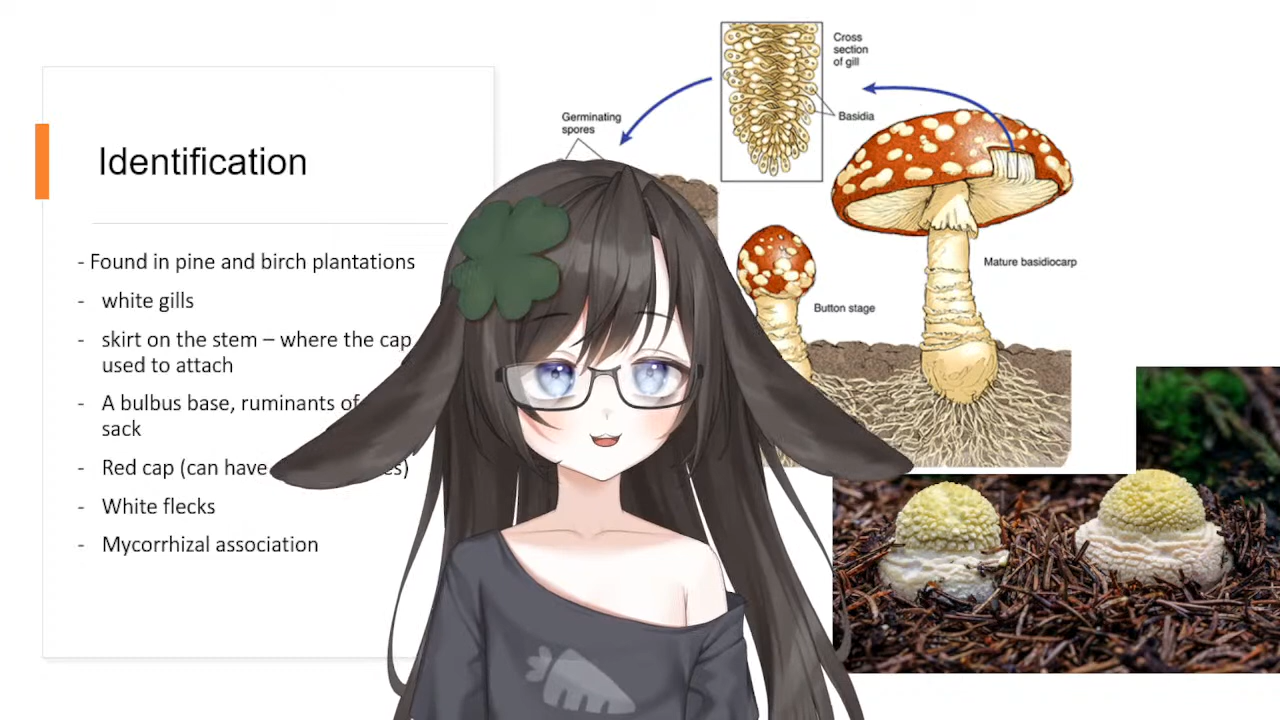 Identification
- Found in pine and birch plantations
- white gills
- skirt on the stem – where the cap
used to attach
- A bulbus base, ruminants of
sack
- Red cap (can have
- White flecks
- Mycorrhizal association
Cross
section
of gill
Basidia
Germinating
spores
Mature basidiocarp
Button stage